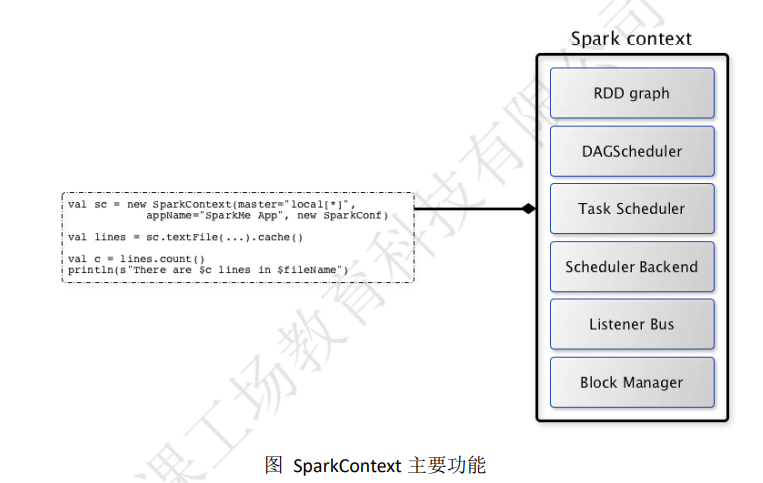 Spark context
RDD graph
DAGScheduler
Task Scheduler
Scheduler Backend
Listener Bus
Block Manager
val sc = new SparkContext(master="local[*]",
appName="SparkMe App", new SparkConf)
val lines = sc.textFile(...).cache()
val c = lines.count()
println(s"There are $c lines in $fileName")
课工场教育科技有限公司
图 SparkContext 主要功能